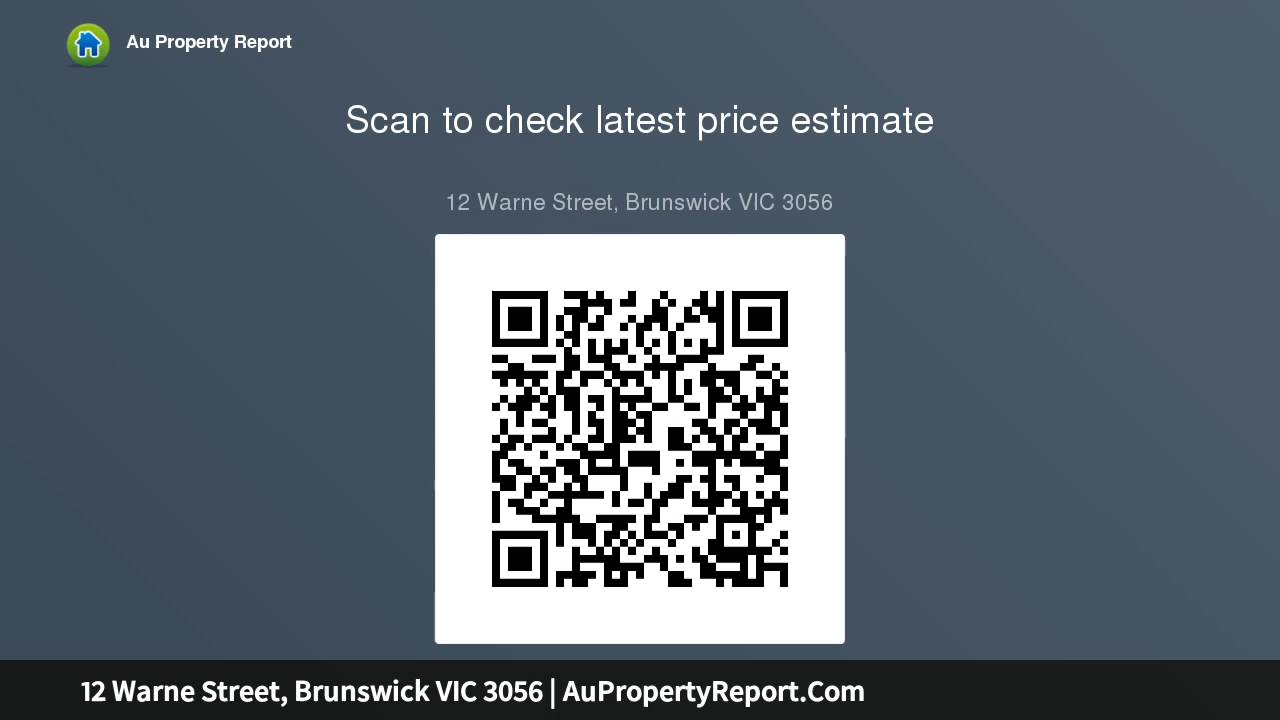 Au Property Report
Scan to check latest price estimate
12 Warne Street, Brunswick VIC 3056
12 Warne Street, Brunswick VIC 3056 | AuPropertyReport.Com